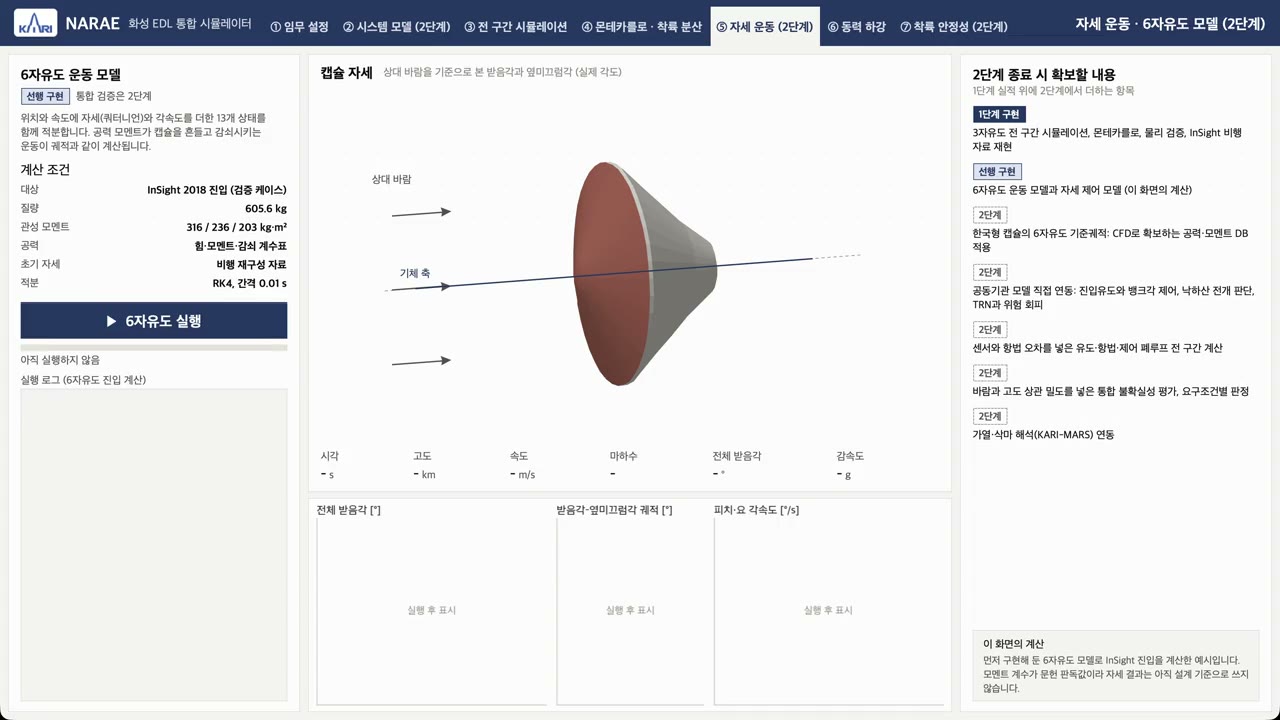 KARI NARAE 화성 EDL 통합 시뮬레이터 ① 임무 설정 ② 시스템 모델 (2단계) ③ 전 구간 시뮬레이션 ④ 몬테카를로 · 착륙 분산 ⑤ 자세 운동 (2단계) ⑥ 동력 하강 ⑦ 착륙 안정성 (2단계) 자세 운동 · 6자유도 모델 (2단계)
6자유도 운동 모델
선행 구현 통합 검증은 2단계
위치와 속도에 자세(쿼터니언)와 각속도를 더한 13개 상태를
함께 적분합니다. 공력 모멘트가 캡슐을 흔들고 감쇠시키는
운동이 궤적과 같이 계산됩니다.
계산 조건
대상 InSight 2018 진입 (검증 케이스)
질량 605.6 kg
관성 모멘트 316 / 236 / 203 kg·m²
공력 힘·모멘트·감쇠 계수표
초기 자세 비행 재구성 자료
적분 RK4, 간격 0.01 s
▶ 6자유도 실행
아직 실행하지 않음
실행 로그 (6자유도 진입 계산)
캡슐 자세 상대 바람을 기준으로 본 받음각과 옆미끄럼각 (실제 각도)
상대 바람
기체 축
시각 고도 속도 마하수 전체 받음각 감속도
- s - km - m/s - - ° - g
전체 받음각 [°] 받음각-옆미끄럼각 궤적 [°] 피치·요 각속도 [°/s]
실행 후 표시 실행 후 표시 실행 후 표시
2단계 종료 시 확보할 내용
1단계 실적 위에 2단계에서 더하는 항목
1단계 구현
3자유도 전 구간 시뮬레이션, 몬테카를로, 물리 검증, InSight 비행
자료 재현
선행 구현
6자유도 운동 모델과 자세 제어 모델 (이 화면의 계산)
2단계
한국형 캡슐의 6자유도 기준궤적: CFD로 확보하는 공력·모멘트 DB
적용
2단계
공동기관 모델 직접 연동: 진입유도와 뱅크각 제어, 낙하산 전개 판단,
TRN과 위험 회피
2단계
센서와 항법 오차를 넣은 유도·항법·제어 폐루프 전 구간 계산
2단계
바람과 고도 상관 밀도를 넣은 통합 불확실성 평가, 요구조건별 판정
2단계
가열·삭마 해석(KARI-MARS) 연동
이 화면의 계산
먼저 구현해 둔 6자유도 모델로 InSight 진입을 계산한 예시입니다.
모멘트 계수가 문헌 판독값이라 자세 결과는 아직 설계 기준으로 쓰지
않습니다.